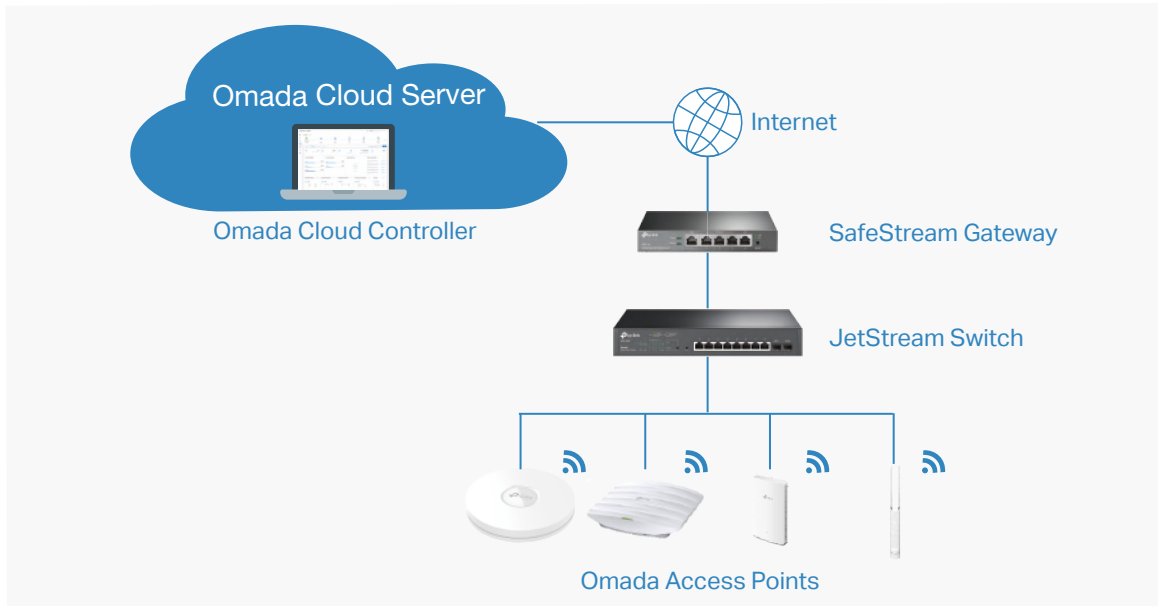 Omada Cloud Server
Internet
Omada Cloud Controller
SafeStream Gateway
JetStream Switch
Omada Access Points